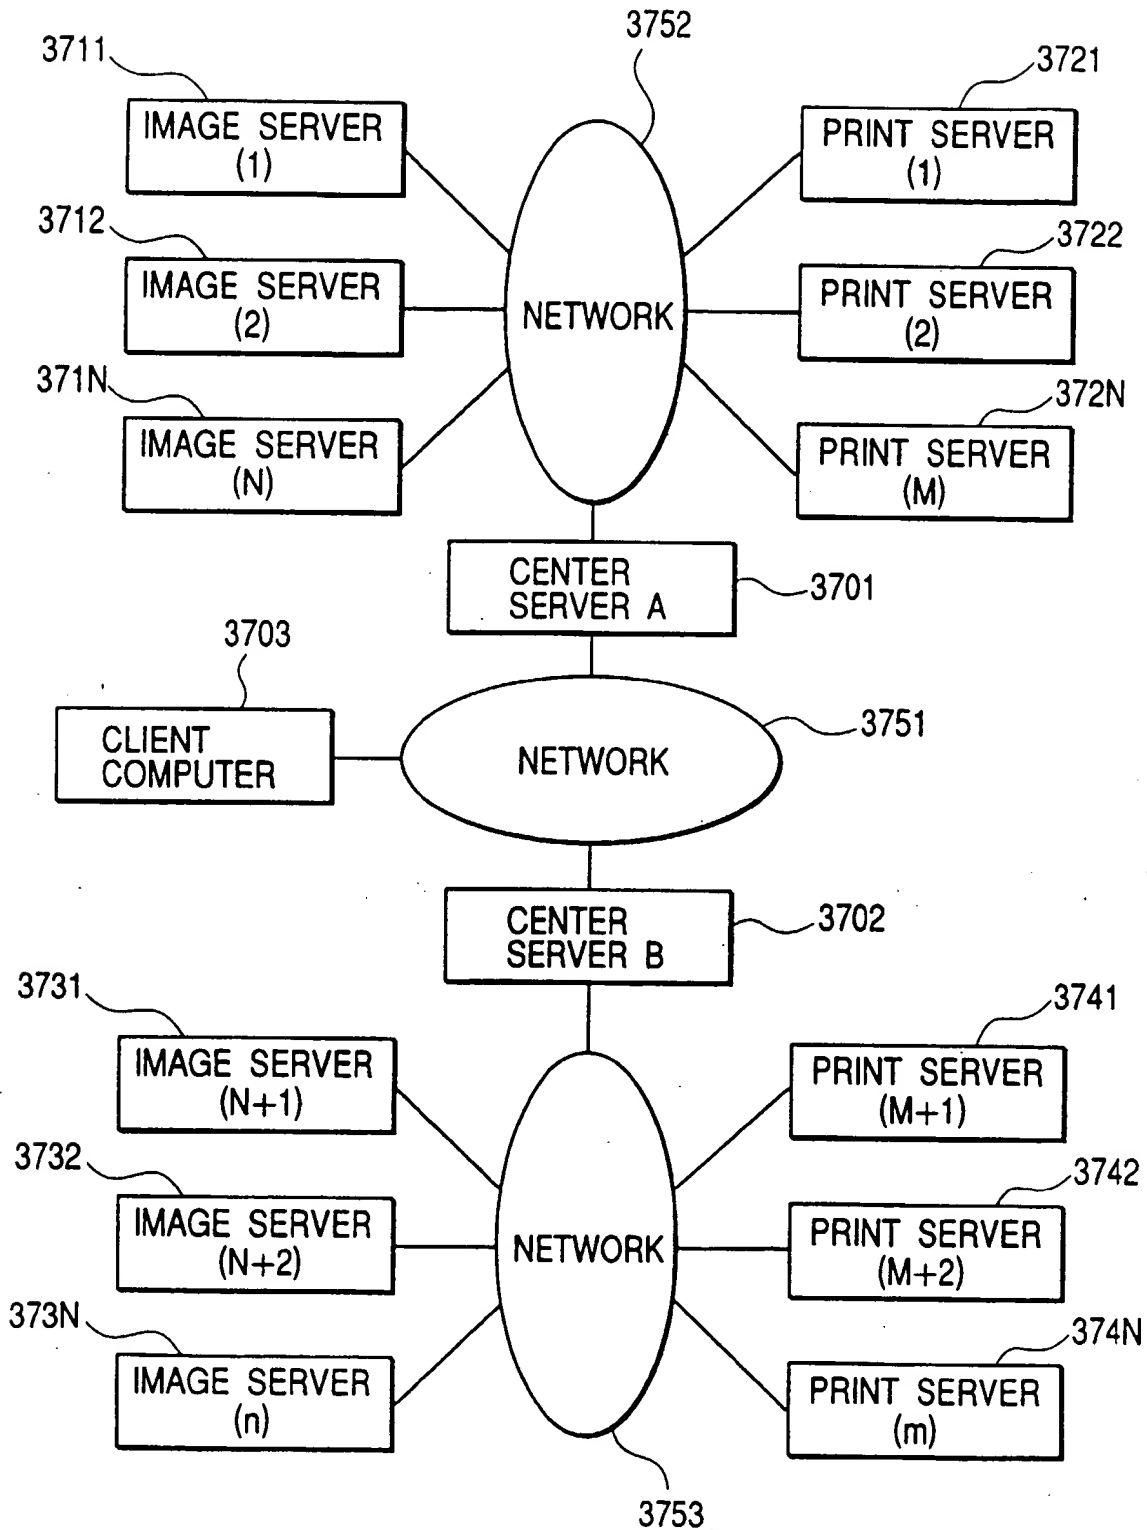 3752
3711
3721
IMAGE SERVER
(1)
PRINT SERVER
(1)
3712
3722
IMAGE SERVER
(2)
NETWORK
PRINT SERVER
(2)
371N
372N
IMAGE SERVER
(N)
PRINT SERVER
(M)
CENTER
SERVER A
3701
3703
CLIENT
COMPUTER
NETWORK
3751
CENTER
SERVER B
3702
3731
3741
IMAGE SERVER
(N+1)
PRINT SERVER
(M+1)
3732
3742
IMAGE SERVER
(N+2)
NETWORK
PRINT SERVER
(M+2)
373N
374N
IMAGE SERVER
(n)
PRINT SERVER
(m)
3753